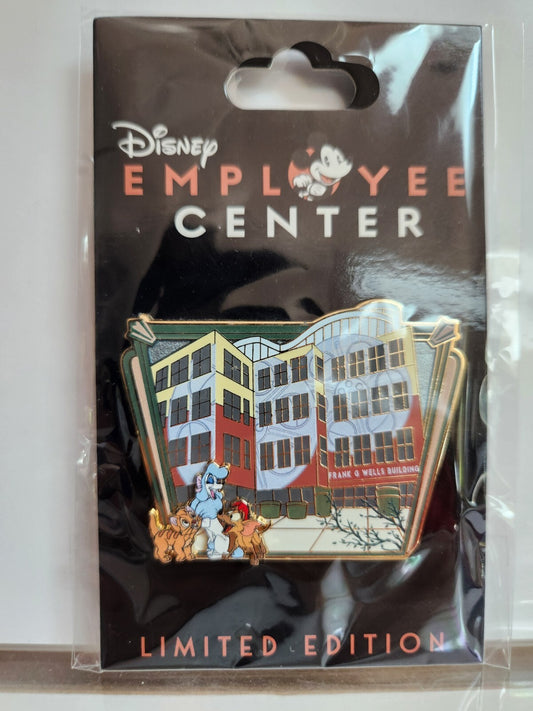 Disney
EMPLOYEE
CENTER
FRANK G WELLS BUILDING
LIMITED EDITION